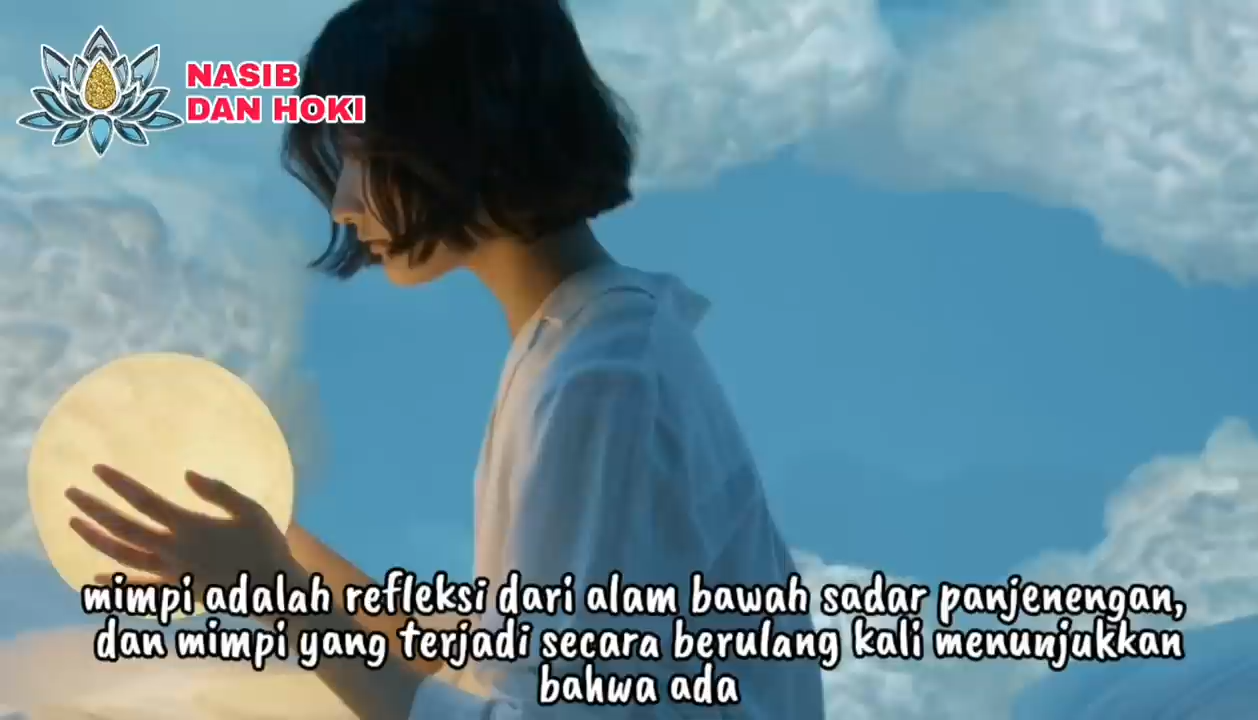 NASIB
DAN HOKI
mimpi adalah refleksi dari alam bawah sadar panjenengan,
dan mimpi yang terjadi secara berulang kali menunjukkan
bahwa ada